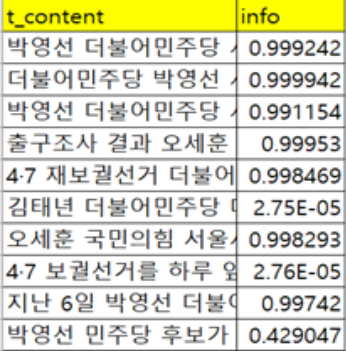 t_content info
박영선 더불어민주당 0.999242
더불어민주당 박영선 0.999942
박영선 더불어민주당 0.991154
출구조사 결과 오세훈 0.99953
4·7 재보궐선거 더불어 0.998469
김태년 더불어민주당 2.75E-05
오세훈 국민의힘 서울 0.998293
4·7 보궐선거를 하루 앞 2.76E-05
지난 6일 박영선 더불어 0.99742
박영선 민주당 후보가 0.429047